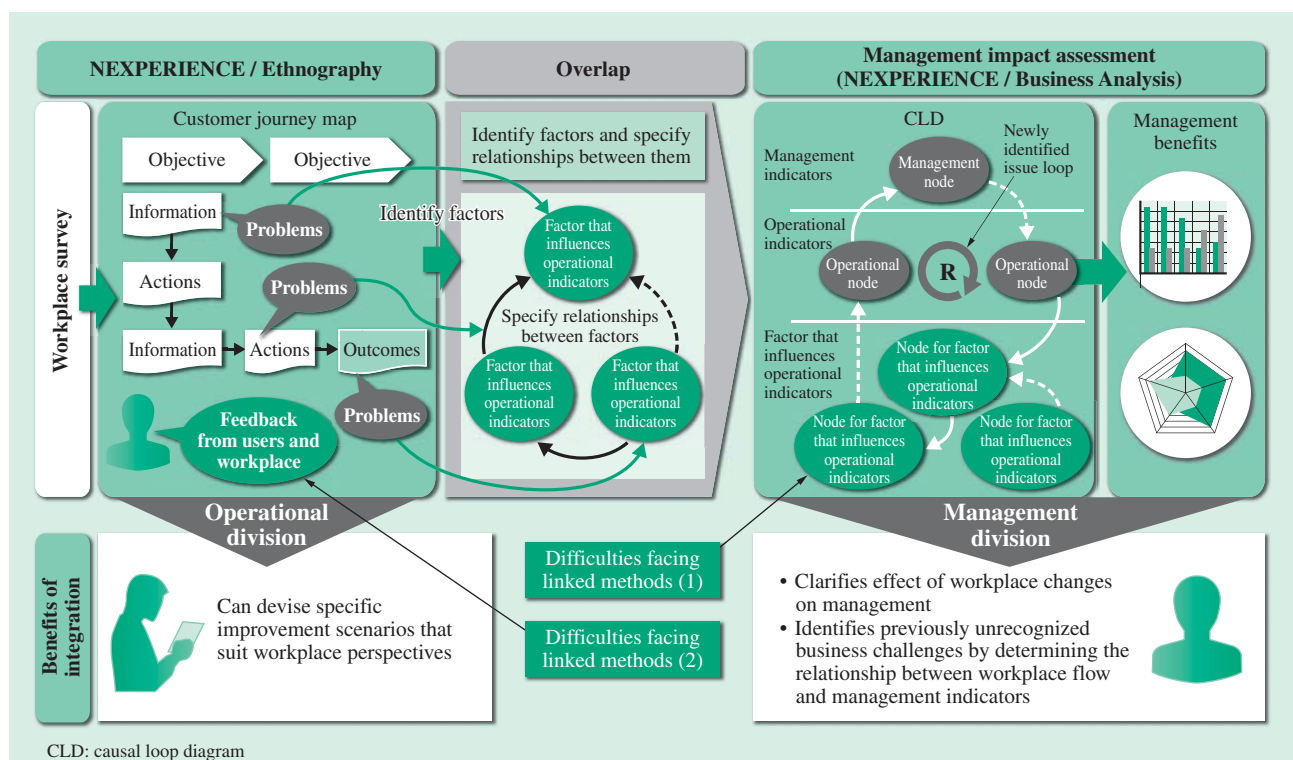 NEXPERIENCE / Ethnography
Overlap
Management impact assessment
(NEXPERIENCE / Business Analysis)
Workplace survey
Customer journey map
Objective
Objective
Information
Problems
Actions
Problems
Information
Actions
Outcomes
Problems
Feedback
from users and
workplace
Identify factors and specify
relationships between them
Identify factors
Factor that
influences
operational
indicators
Specify relationships
between factors
Factor that
influences
operational
indicators
Factor that
influences
operational
indicators
CLD
Newly
identified
issue loop
Management
indicators
Management
node
Operational
indicators
Operational
node
R
Operational
node
Factor that
influences
operational
indicators
Node for factor
that influences
operational
indicators
Node for factor
that influences
operational
indicators
Node for factor
that influences
operational
indicators
Management
benefits
Operational
division
Management
division
Benefits of
integration
Can devise specific
improvement scenarios that
suit workplace perspectives
Difficulties facing
linked methods (1)
Difficulties facing
linked methods (2)
• Clarifies effect of workplace changes
on management
• Identifies previously unrecognized
business challenges by determining the
relationship between workplace flow
and management indicators
CLD: causal loop diagram